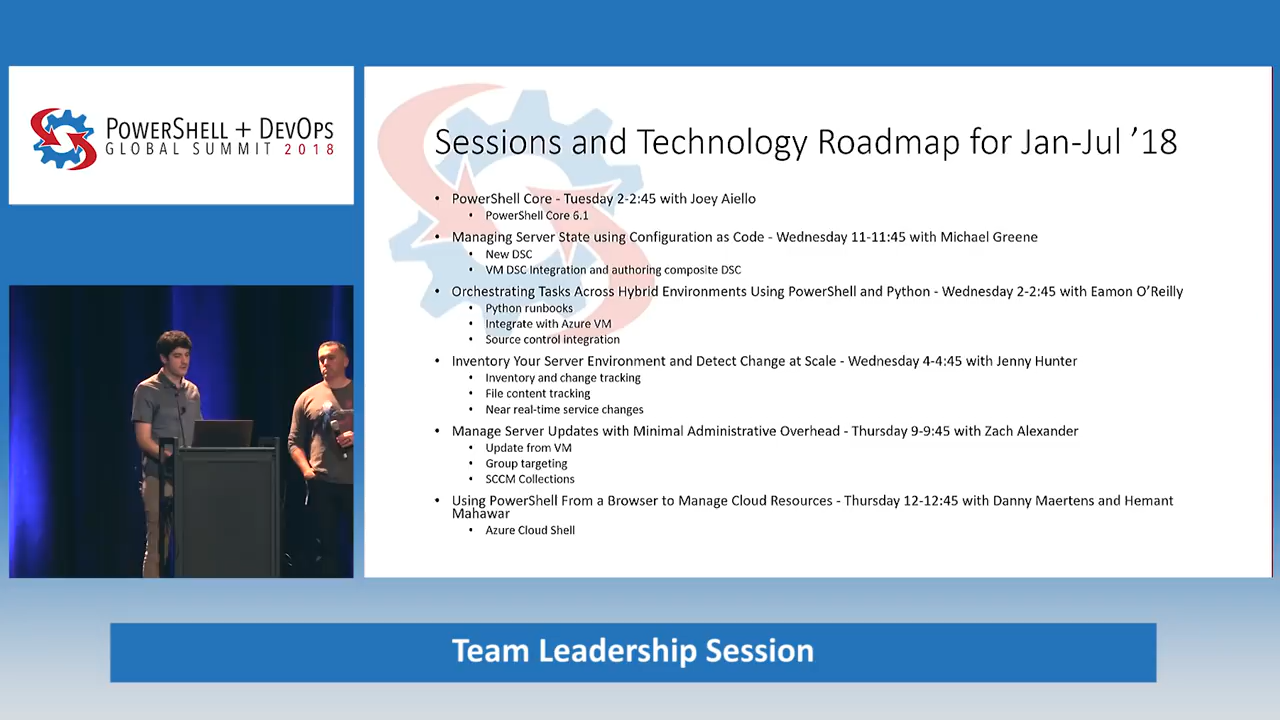 POWERSHELL + DEVOPS
GLOBAL SUMMIT 2018
Sessions and Technology Roadmap for Jan-Jul ’18
• PowerShell Core - Tuesday 2-2:45 with Joey Aiello
• PowerShell Core 6.1
• Managing Server State using Configuration as Code - Wednesday 11-11:45 with Michael Greene
• New DSC
• VM DSC Integration and authoring composite DSC
• Orchestrating Tasks Across Hybrid Environments Using PowerShell and Python - Wednesday 2-2:45 with Eamon O’Reilly
• Python runbooks
• Integrate with Azure VM
• Source control integration
• Inventory Your Server Environment and Detect Change at Scale - Wednesday 4-4:45 with Jenny Hunter
• Inventory and change tracking
• File content tracking
• Near real-time service changes
• Manage Server Updates with Minimal Administrative Overhead - Thursday 9-9:45 with Zach Alexander
• Update from VM
• Group targeting
• SCCM Collections
• Using PowerShell From a Browser to Manage Cloud Resources - Thursday 12-12:45 with Danny Maertens and Hemant
Mahawar
• Azure Cloud Shell
Team Leadership Session